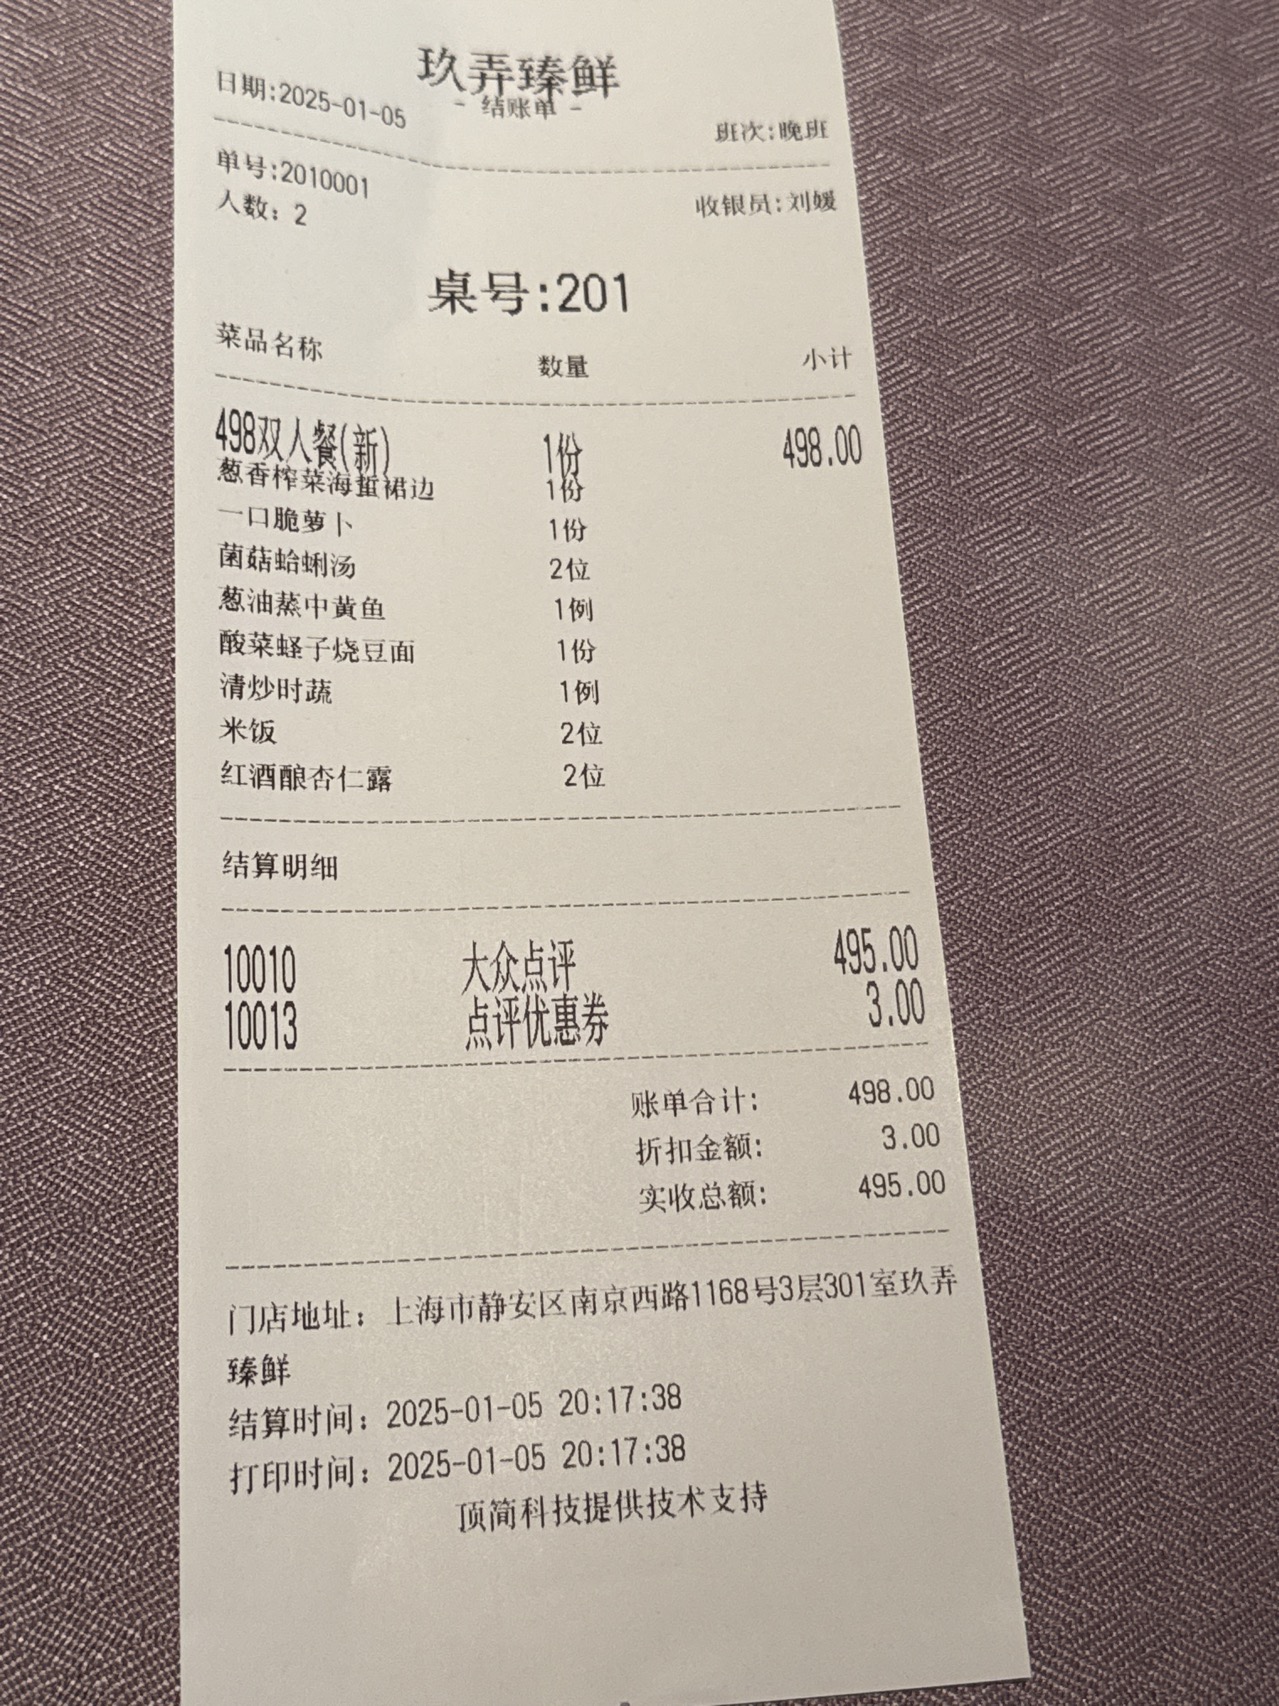 玖弄臻鲜
- 结账单 -
日期:2025-01-05 班次:晚班
单号:2010001
人数: 2 收银员:刘媛
桌号:201
菜品名称 数量 小计
498双人餐(新) 1份 498.00
葱香榨菜海蜇裙边 1份
一口脆萝卜 1份
菌菇蛤蜊汤 2位
葱油蒸中黄鱼 1例
酸菜蛏子烧豆面 1份
清炒时蔬 1例
米饭 2位
红酒酿杏仁露 2位
结算明细
10010 大众点评 495.00
10013 点评优惠券 3.00
账单合计: 498.00
折扣金额: 3.00
实收总额: 495.00
门店地址: 上海市静安区南京西路1168号3层301室玖弄
臻鲜
结算时间: 2025-01-05 20:17:38
打印时间: 2025-01-05 20:17:38
顶简科技提供技术支持